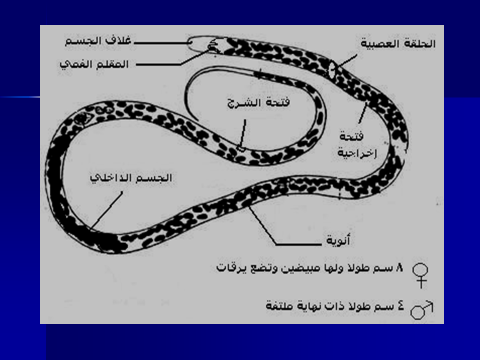 غلاف الجسم
الحلقة العصبية
المقلم الفمي
فتحة الشرج
فتحة
إخراجية
الجسم الداخلي
أنوية
٨ سم طولا ولها مبيضين وتضع يرقات
٤ سم طولا ذات نهاية ملتفة